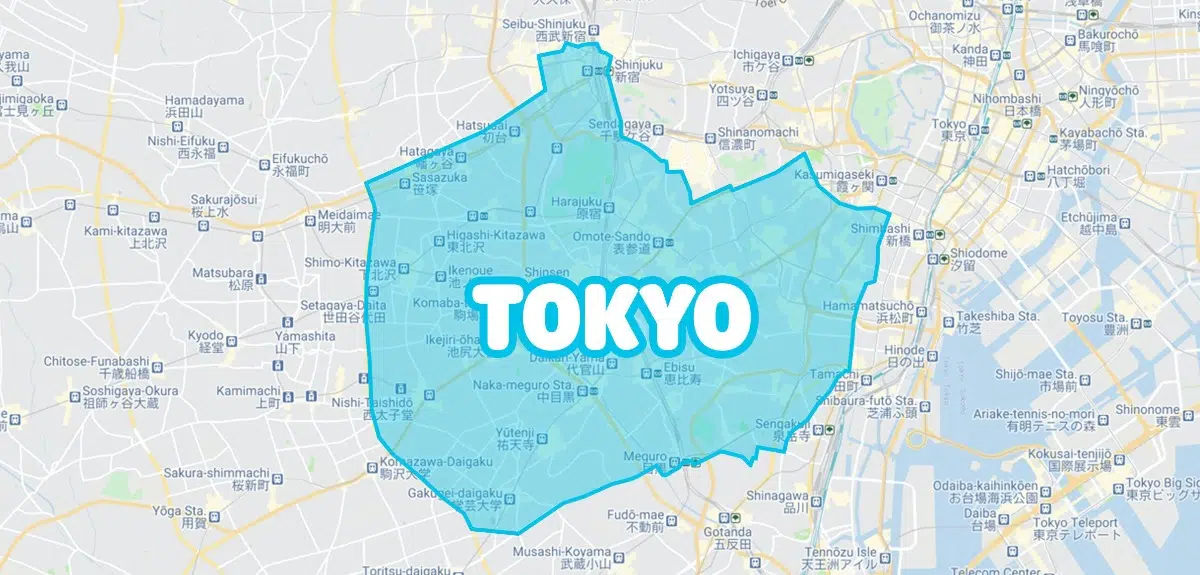 Ochanomizu
御茶ノ水
浅草橋
Seibu-Shinjuku
西武新宿
Bakurochō
馬喰町
Ichigaya
市ケ谷
Kanda
神田
Shinjuku
新宿
Yotsuya
四ツ谷
Nihombashi
日本橋
Ningyōchō
人形町
Hamadayama
浜田山
Hatsudai
初台
Sendagaya
千駄ケ谷
Shinanomachi
信濃町
Tokyo
東京
Kayabachō Sta.
茅場町
Nishi-Eifuku
西永福
Eifukuchō
永福町
Hatagaya
幡ヶ谷
Sasazuka
笹塚
Kasumigaseki
霞ケ関
Hatchōbori
八丁堀
Sakurajōsui
桜上水
Meidaimae
明大前
Harajuku
原宿
Kami-kitazawa
上北沢
Higashi-Kitazawa
東北沢
Omote-Sando
表参道
Shimbashi
新橋
Etchūjima
越中島
Shimo-Kitazawa
下北沢
Ikenoue
池
Shinsen
Shiodome
汐留
Matsubara
松原
Setagaya-Daita
世田谷代田
Komaba-t
駒場
TOKYO
Hamamatsuchō
浜松町
Takeshiba Sta.
竹芝
Toyosu Sta.
豊洲
Kyodo
経堂
Yamashita
山下
Ikejiri-ōha
池尻大
Daikan-Yama
代官山
Ebisu
恵比寿
Hinode
日の出
Chitose-Funabashi
千歳船橋
Soshigaya-Okura
祖師ヶ谷大蔵
Kamimachi
上町
Nishi-Taishidō
西太子堂
Naka-meguro Sta.
中目黒
Tamachi
田町
Shijō-mae Sta.
市場前
Shibaura-futō Sta.
芝浦ふ頭
Ariake-tennis-no-mori
有明テニスの森
Shinonome
東雲
Yūtenji
祐天寺
Sengakuji
泉岳寺
Komazawa-Daigaku
駒沢大学
Meguro
目黒
Kokusai-tenjijō
国際展示場
Sakura-shimmachi
桜新町
Gakugei-daigaku
学芸大学
Shinagawa
品川
Odaiba-kaihinkōen
お台場海浜公園
Tokyo Big Sig
東京ビッグサ
Yōga Sta.
用賀
Fudō-mae
不動前
Gotanda
五反田
Daiba
台場
Tokyo Teleport
東京テレポート
Musashi-Koyama
武蔵小山
Tennōzu Isle
天王洲アイル
Toritsu-daigaku
Telecom Center